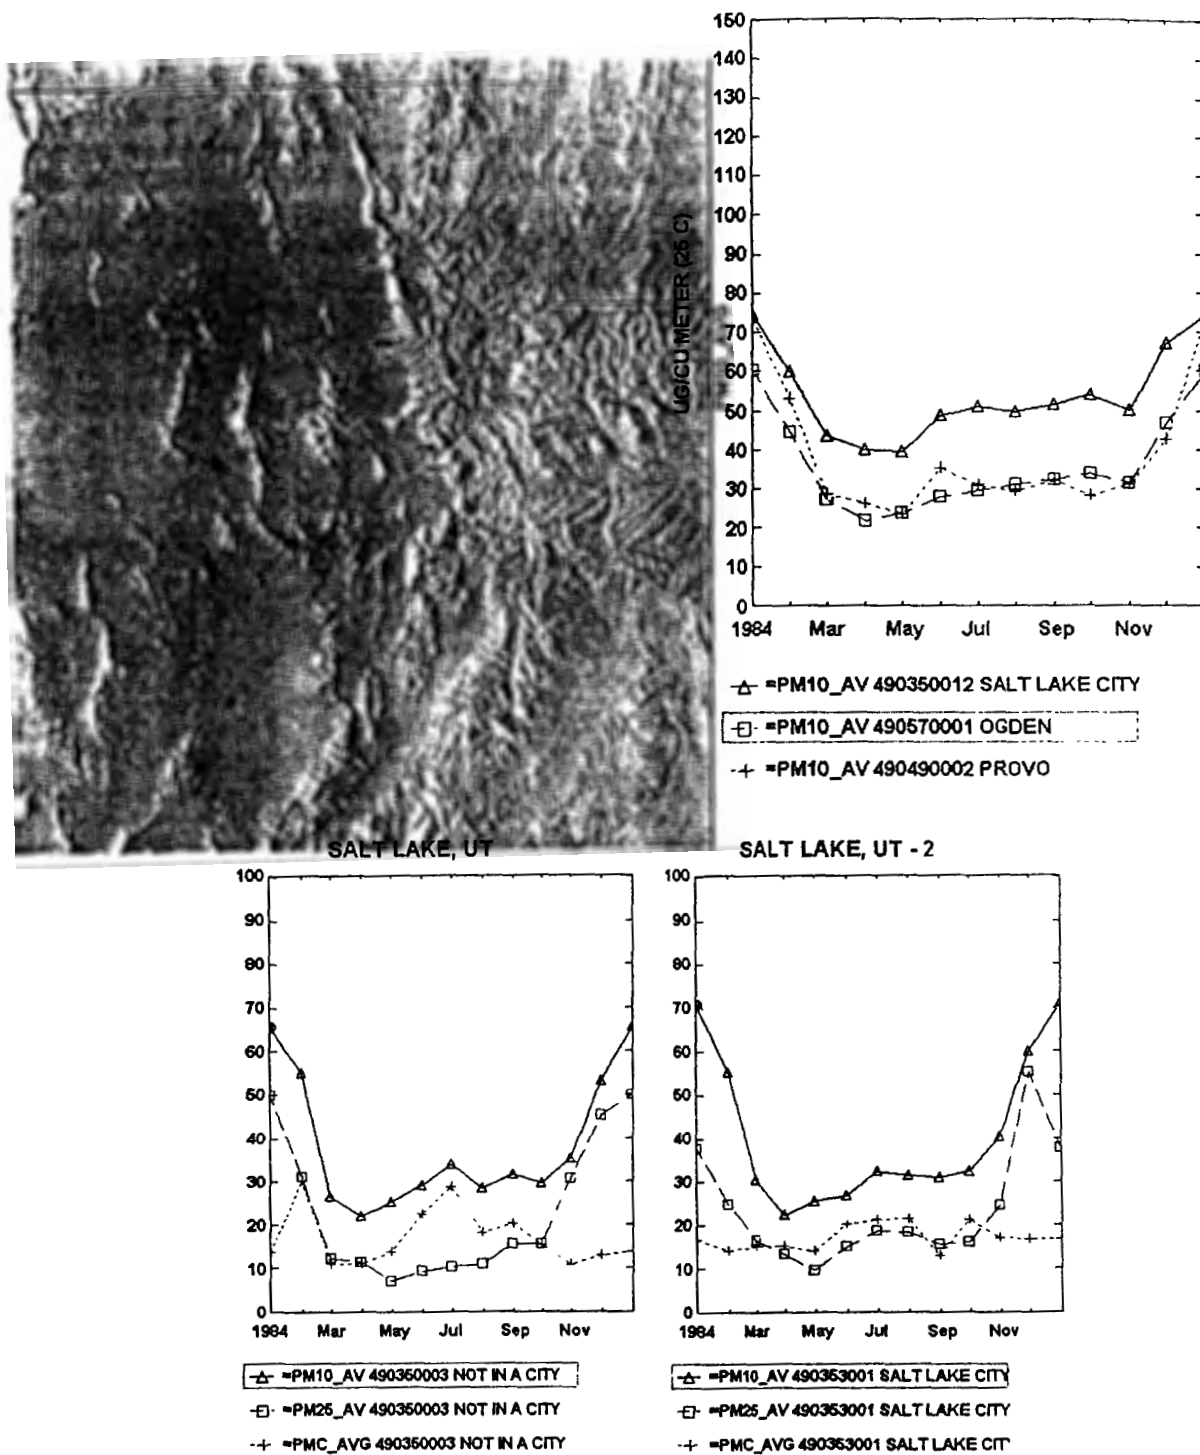 150
140
130
120
110
100
90
80
70
60
50
40
30
20
10
0
UG/CU METER (25 C)
1984 Mar May Jul Sep Nov
=PM10_AV 490350012 SALT LAKE CITY
=PM10_AV 490570001 OGDEN
=PM10_AV 490490002 PROVO
SALT LAKE, UT
100
90
80
70
60
50
40
30
20
10
0
1984 Mar May Jul Sep Nov
=PM10_AV 490350003 NOT IN A CITY
=PM25_AV 490350003 NOT IN A CITY
=PMC_AVG 490350003 NOT IN A CITY
SALT LAKE, UT - 2
100
90
80
70
60
50
40
30
20
10
0
1984 Mar May Jul Sep Nov
=PM10_AV 490353001 SALT LAKE CITY
=PM25_AV 490353001 SALT LAKE CITY
=PMC_AVG 490353001 SALT LAKE CIT